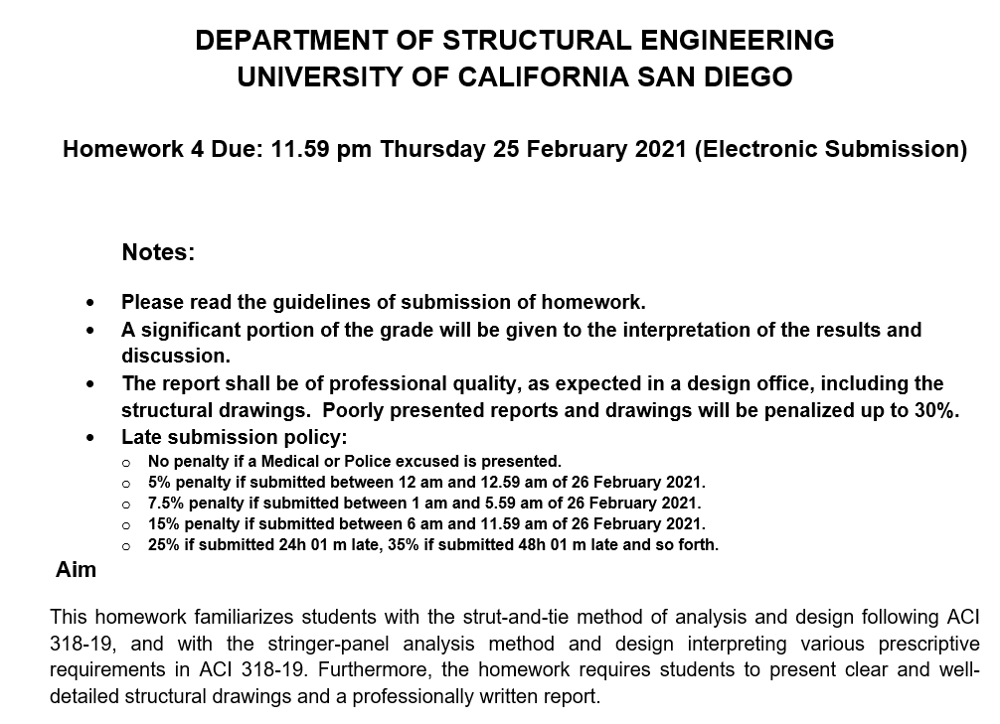 DEPARTMENT OF STRUCTURAL ENGINEERING
UNIVERSITY OF CALIFORNIA SAN DIEGO
Homework 4 Due: 11.59 pm Thursday 25 February 2021 (Electronic Submission)
Notes:
• Please read the guidelines of submission of homework.
• A significant portion of the grade will be given to the interpretation of the results and
discussion.
• The report shall be of professional quality, as expected in a design office, including the
structural drawings. Poorly presented reports and drawings will be penalized up to 30%.
• Late submission policy:
o No penalty if a Medical or Police excused is presented.
o 5% penalty if submitted between 12 am and 12.59 am of 26 February 2021.
o 7.5% penalty if submitted between 1 am and 5.59 am of 26 February 2021.
o 15% penalty if submitted between 6 am and 11.59 am of 26 February 2021.
o 25% if submitted 24h 01 m late, 35% if submitted 48h 01 m late and so forth.
Aim
This homework familiarizes students with the strut-and-tie method of analysis and design following ACI
318-19, and with the stringer-panel analysis method and design interpreting various prescriptive
requirements in ACI 318-19. Furthermore, the homework requires students to present clear and well-
detailed structural drawings and a professionally written report.